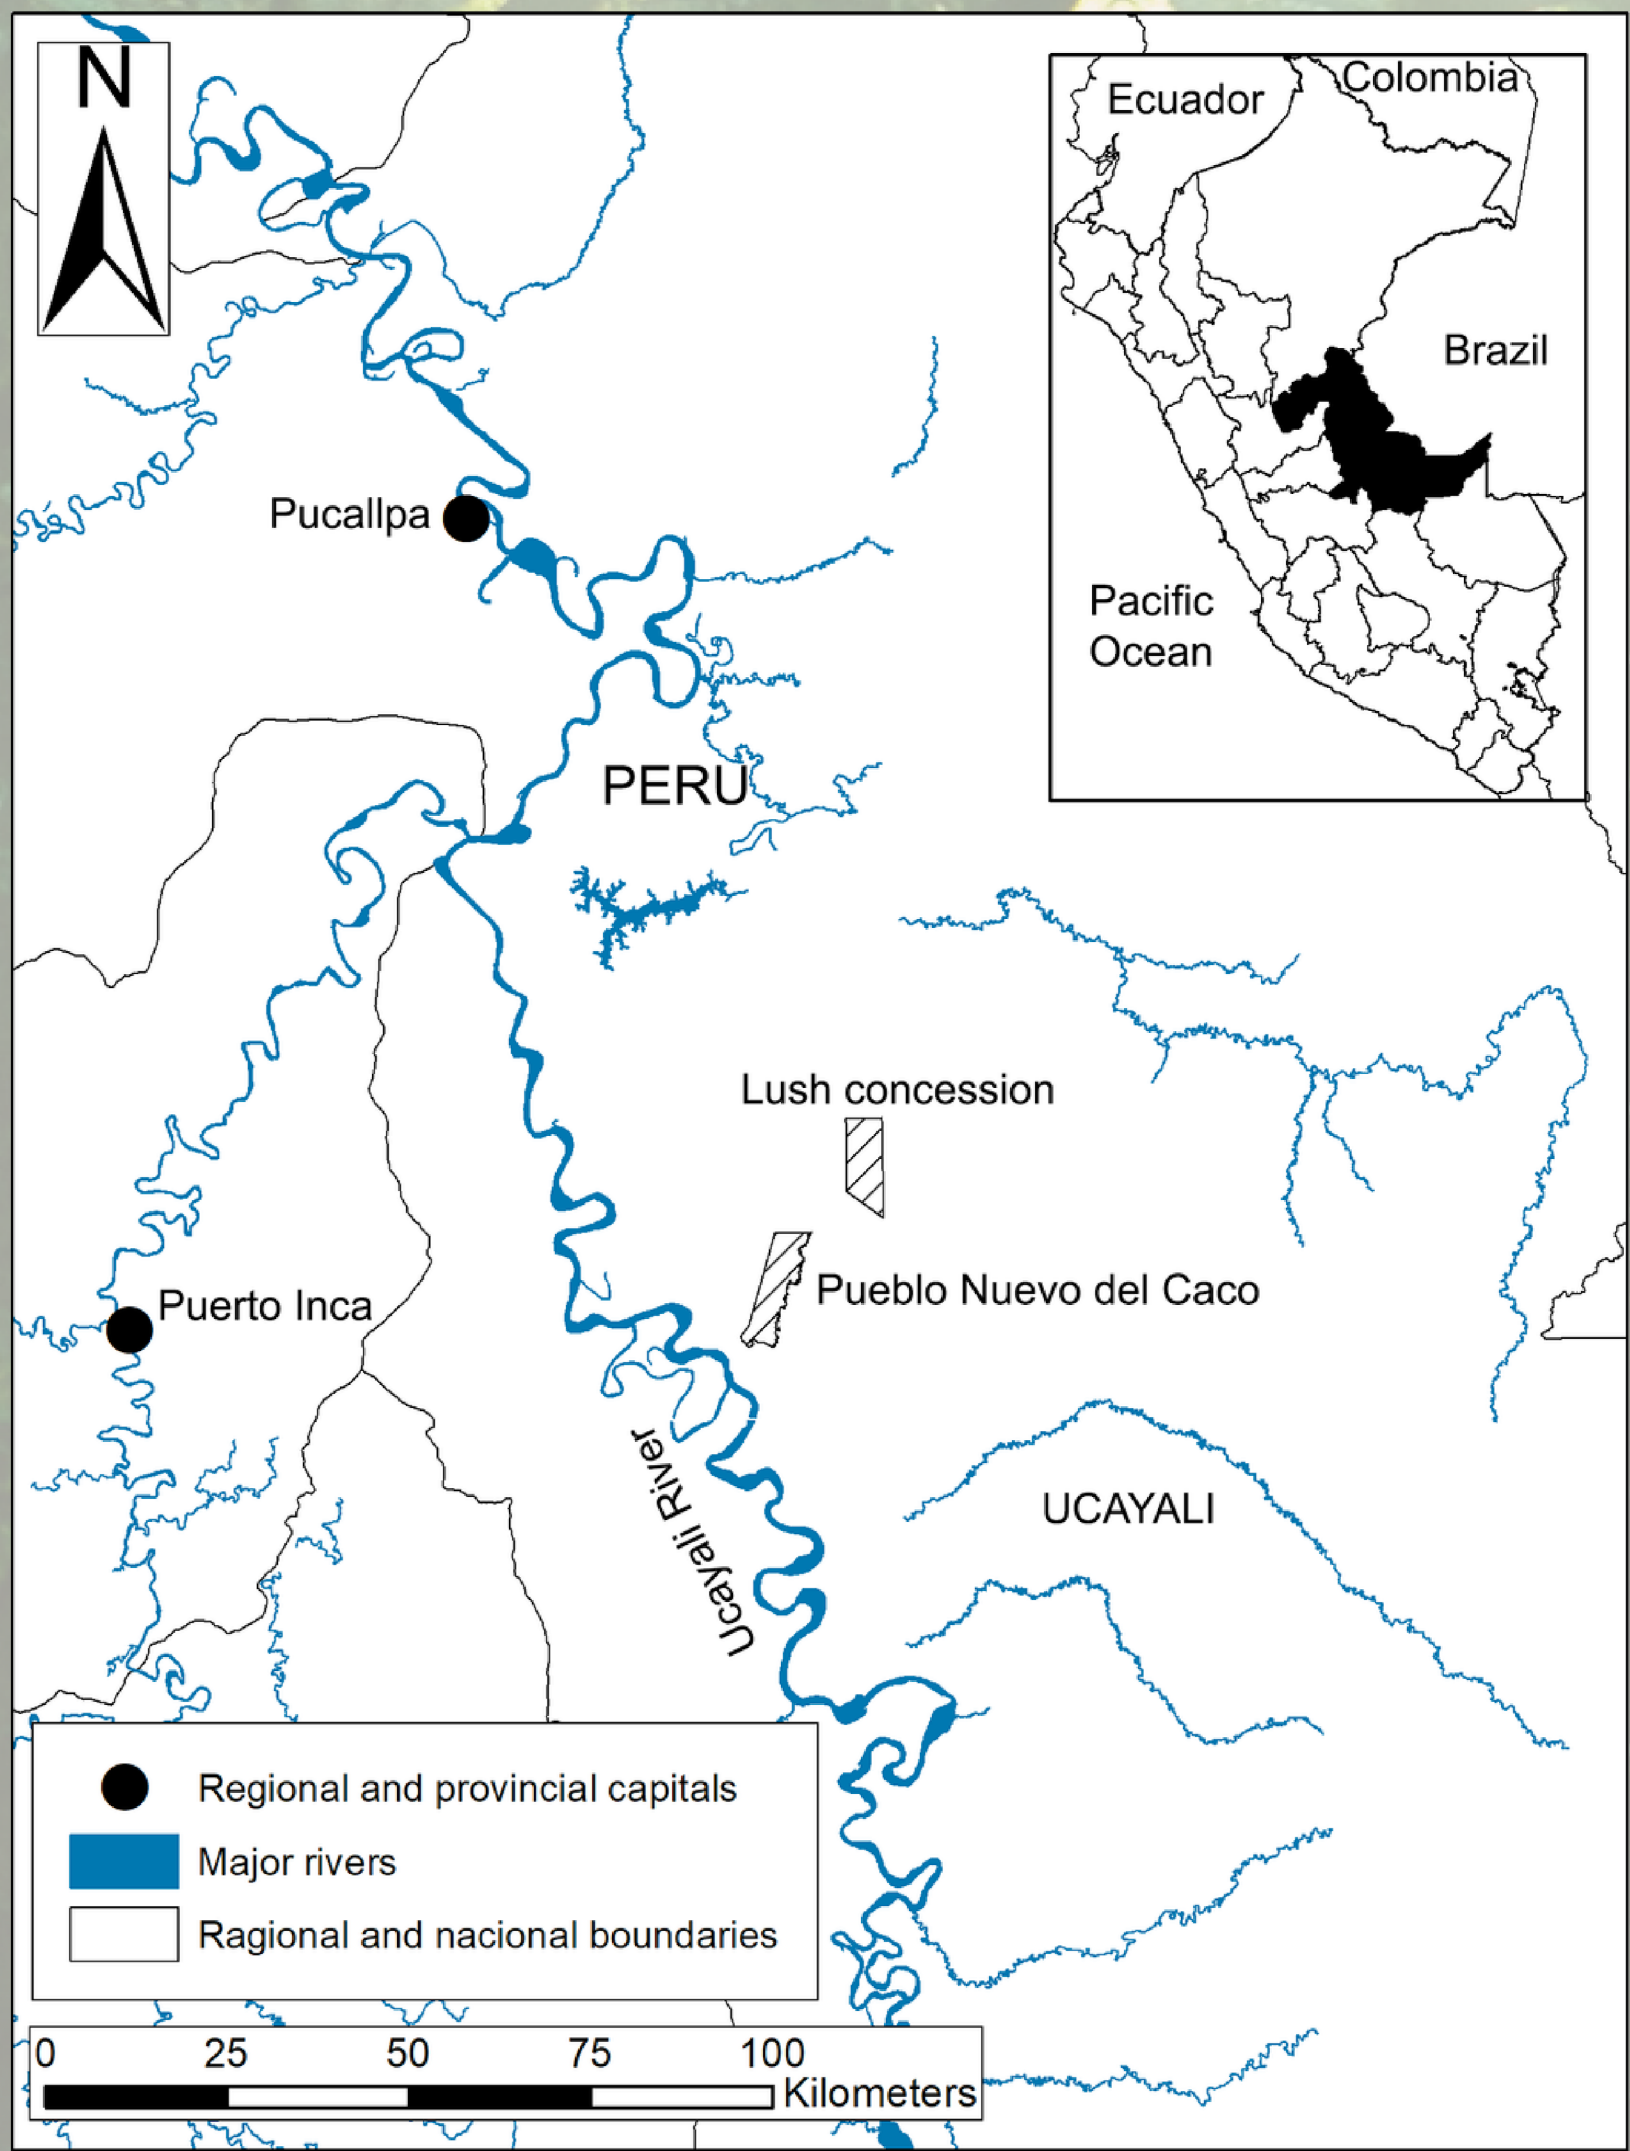 N
Ecuador
Colombia
Brazil
Pacific
Ocean
Pucallpa
PERU
Lush concession
Pueblo Nuevo del Caco
Puerto Inca
Ucayali River
UCAYALI
Regional and provincial capitals
Major rivers
Ragional and nacional boundaries
0 25 50 75 100
Kilometers